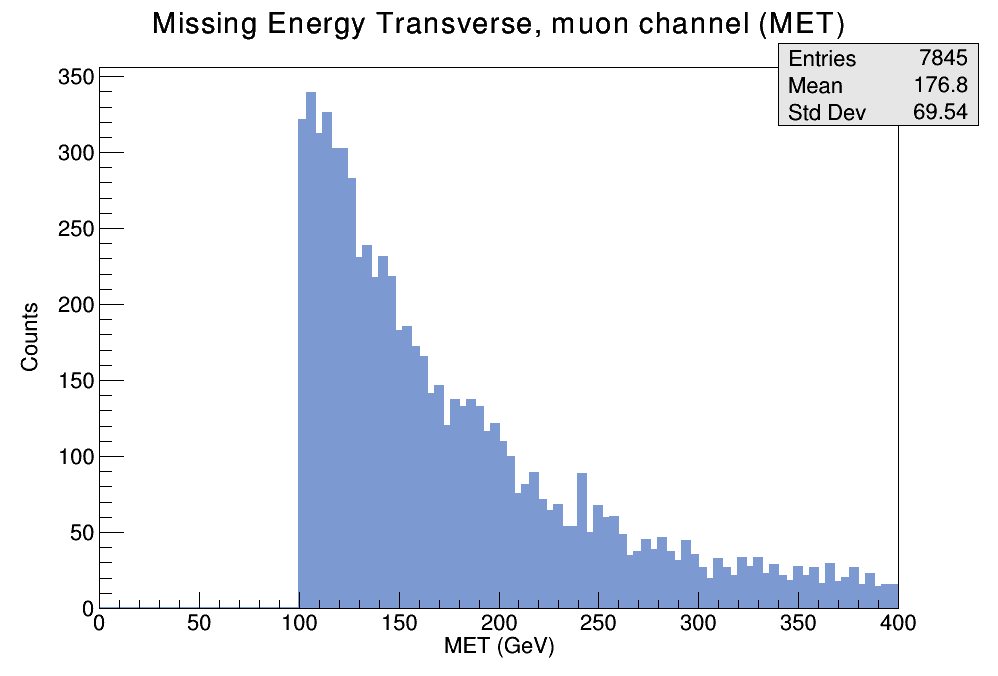 Missing Energy Transverse, muon channel (MET)
Entries 7845
Mean 176.8
Std Dev 69.54
350
300
250
200
150
100
50
0
Counts
0 50 100 150 200 250 300 350 400
MET (GeV)